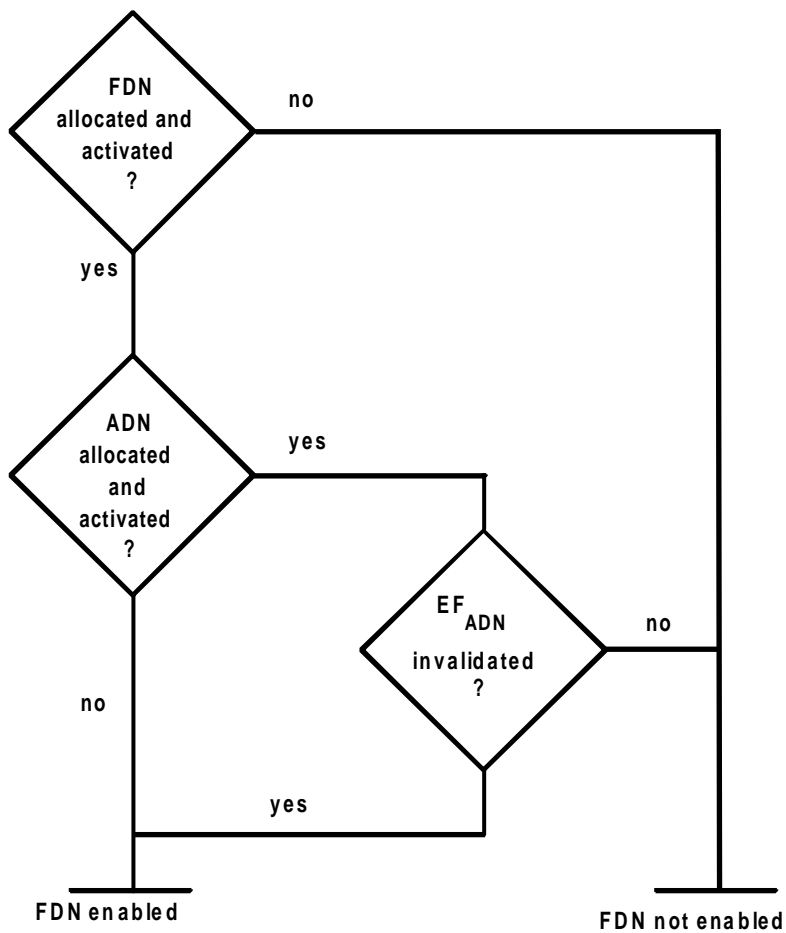 FDN
allocated and
activated
?
no
yes
ADN
allocated
and
activated
?
yes
EF ADN
invalidated
?
no
no
yes
FDN enabled
FDN not enabled